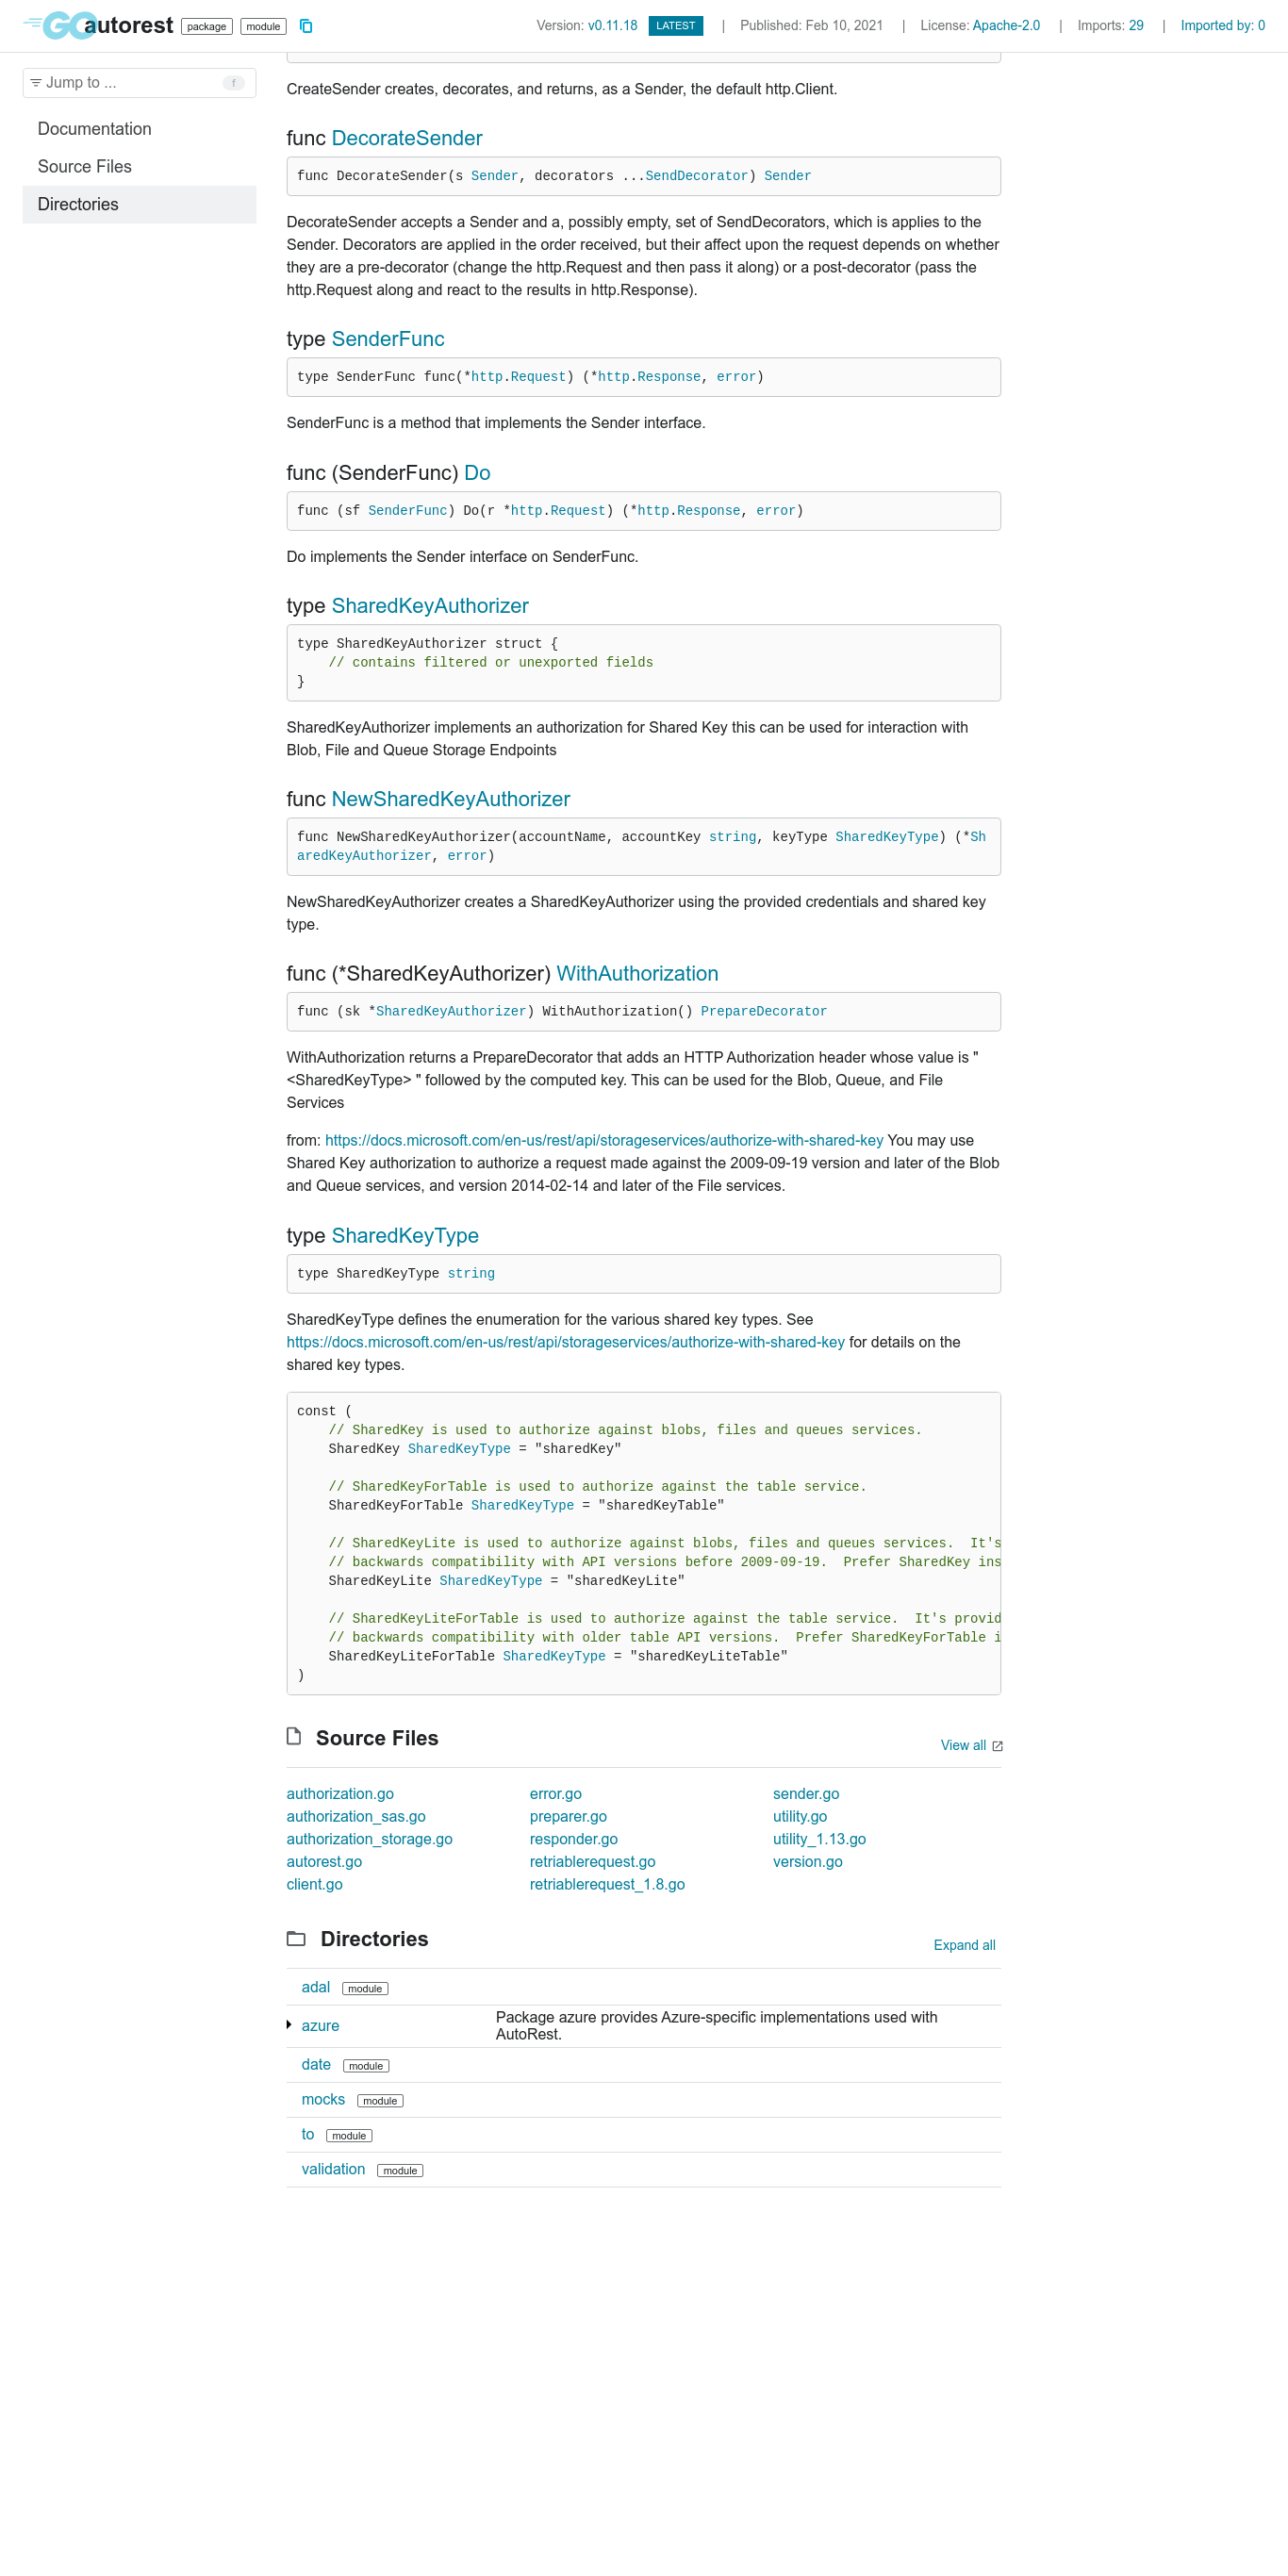 GO autorest package module Version: v0.11.18 LATEST | Published: Feb 10, 2021 | License: Apache-2.0 | Imports: 29 | Imported by: 0
Jump to ... f
Documentation
Source Files
Directories
CreateSender creates, decorates, and returns, as a Sender, the default http.Client.
func DecorateSender
func DecorateSender(s Sender, decorators ...SendDecorator) Sender
DecorateSender accepts a Sender and a, possibly empty, set of SendDecorators, which is applies to the
Sender. Decorators are applied in the order received, but their affect upon the request depends on whether
they are a pre-decorator (change the http.Request and then pass it along) or a post-decorator (pass the
http.Request along and react to the results in http.Response).
type SenderFunc
type SenderFunc func(*http.Request) (*http.Response, error)
SenderFunc is a method that implements the Sender interface.
func (SenderFunc) Do
func (sf SenderFunc) Do(r *http.Request) (*http.Response, error)
Do implements the Sender interface on SenderFunc.
type SharedKeyAuthorizer
type SharedKeyAuthorizer struct {
// contains filtered or unexported fields
}
SharedKeyAuthorizer implements an authorization for Shared Key this can be used for interaction with
Blob, File and Queue Storage Endpoints
func NewSharedKeyAuthorizer
func NewSharedKeyAuthorizer(accountName, accountKey string, keyType SharedKeyType) (*Sh
aredKeyAuthorizer, error)
NewSharedKeyAuthorizer creates a SharedKeyAuthorizer using the provided credentials and shared key
type.
func (*SharedKeyAuthorizer) WithAuthorization
func (sk *SharedKeyAuthorizer) WithAuthorization() PrepareDecorator
WithAuthorization returns a PrepareDecorator that adds an HTTP Authorization header whose value is "
<SharedKeyType> " followed by the computed key. This can be used for the Blob, Queue, and File
Services
from: https://docs.microsoft.com/en-us/rest/api/storageservices/authorize-with-shared-key You may use
Shared Key authorization to authorize a request made against the 2009-09-19 version and later of the Blob
and Queue services, and version 2014-02-14 and later of the File services.
type SharedKeyType
type SharedKeyType string
SharedKeyType defines the enumeration for the various shared key types. See
https://docs.microsoft.com/en-us/rest/api/storageservices/authorize-with-shared-key for details on the
shared key types.
const (
// SharedKey is used to authorize against blobs, files and queues services.
SharedKey SharedKeyType = "sharedKey"
// SharedKeyForTable is used to authorize against the table service.
SharedKeyForTable SharedKeyType = "sharedKeyTable"
// SharedKeyLite is used to authorize against blobs, files and queues services.  It's
// backwards compatibility with API versions before 2009-09-19.  Prefer SharedKey ins
SharedKeyLite SharedKeyType = "sharedKeyLite"
// SharedKeyLiteForTable is used to authorize against the table service.  It's provid
// backwards compatibility with older table API versions.  Prefer SharedKeyForTable i
SharedKeyLiteForTable SharedKeyType = "sharedKeyLiteTable"
)
Source Files View all
authorization.go error.go sender.go
authorization_sas.go preparer.go utility.go
authorization_storage.go responder.go utility_1.13.go
autorest.go retriablerequest.go version.go
client.go retriablerequest_1.8.go
Directories Expand all
adal module
azure Package azure provides Azure-specific implementations used with
AutoRest.
date module
mocks module
to module
validation module